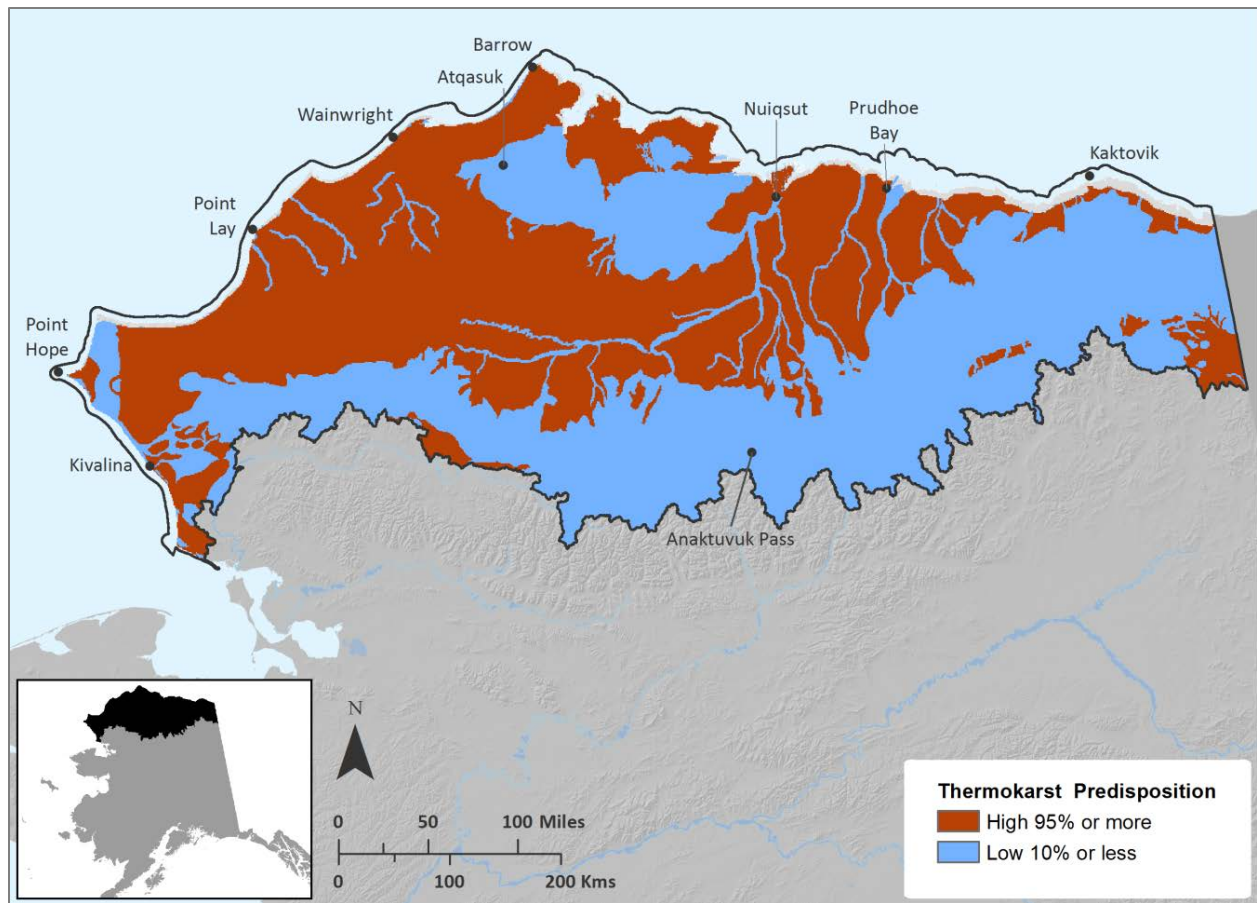 Barrow
Atqasuk
Wainwright
Nuiqsut
Prudhoe
Bay
Kaktovik
Point
Lay
Point
Hope
Kivalina
Anaktuvuk Pass
N
0 50 100 Miles
0 100 200 Kms
Thermokarst Predisposition
High 95% or more
Low 10% or less